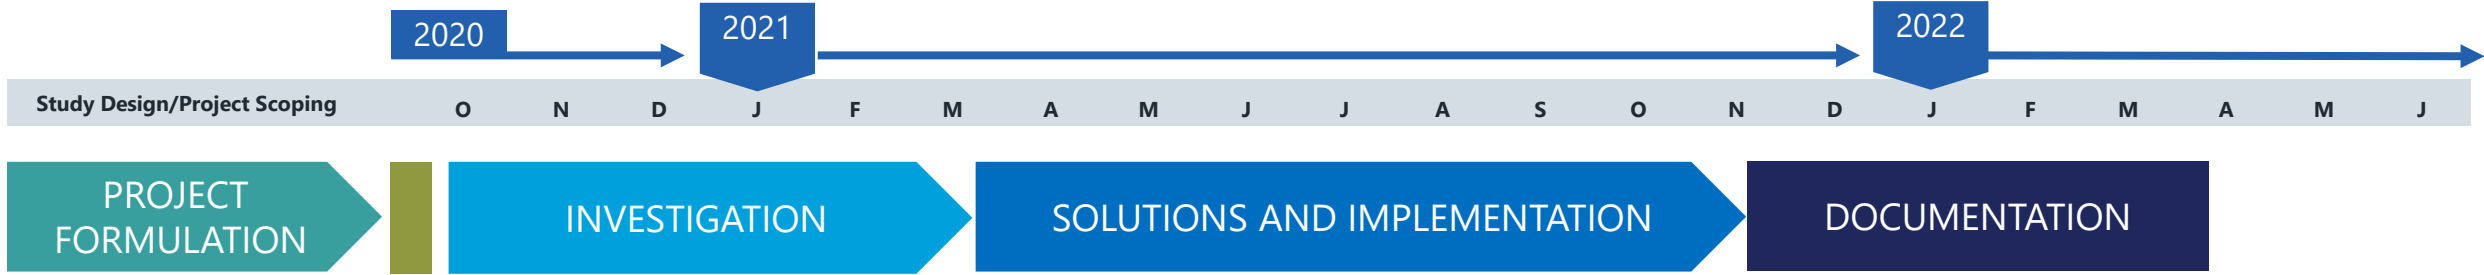 2020
2021
2022
Study Design/Project Scoping O N D J F M A M J J A S O N D J F M A M J
PROJECT
FORMULATION
INVESTIGATION
SOLUTIONS AND IMPLEMENTATION
DOCUMENTATION